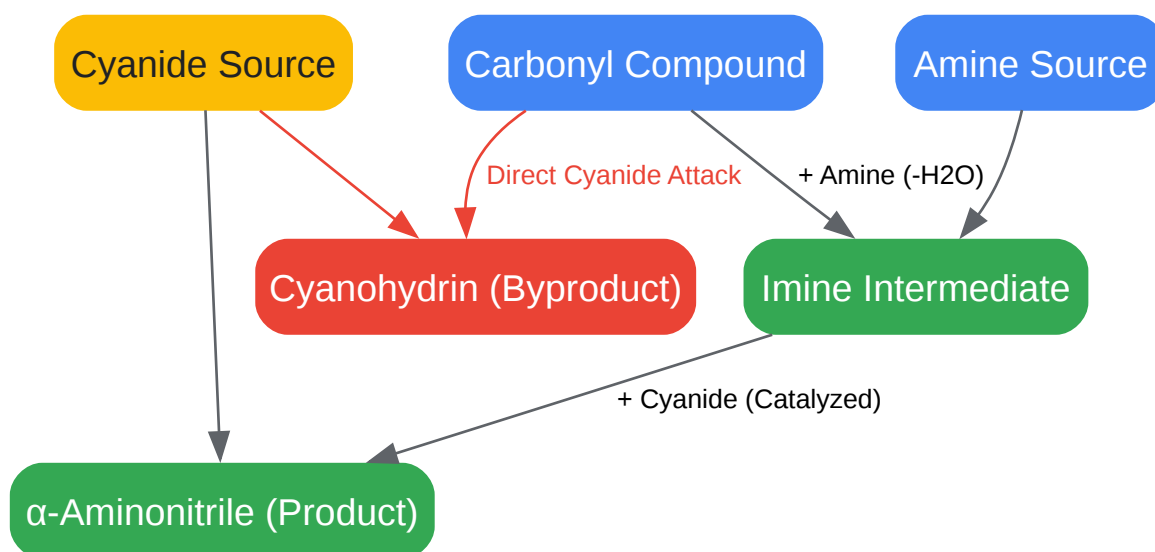 Cyanide Source
Carbonyl Compound
Amine Source
Direct Cyanide Attack
+ Amine (-H2O)
Cyanohydrin (Byproduct)
Imine Intermediate
+ Cyanide (Catalyzed)
α-Aminonitrile (Product)